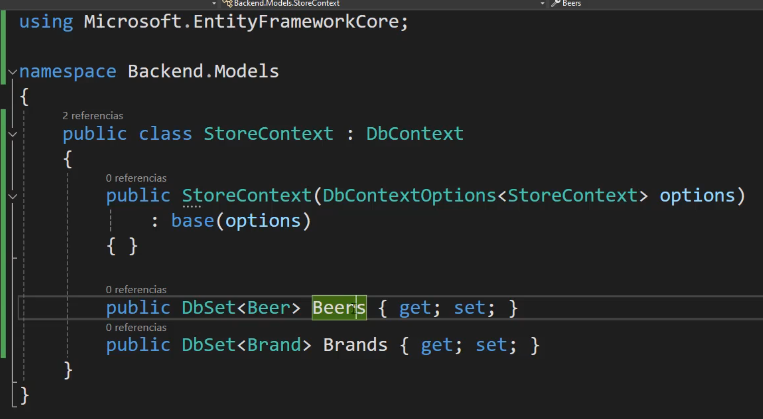 Backend.Models.StoreContext
Beers
using Microsoft.EntityFrameworkCore;
namespace Backend.Models
{
2 referencias
public class StoreContext : DbContext
{
0 referencias
public StoreContext(DbContextOptions<StoreContext> options)
: base(options)
{ }
0 referencias
public DbSet<Beer> Beers { get; set; }
0 referencias
public DbSet<Brand> Brands { get; set; }
}
}